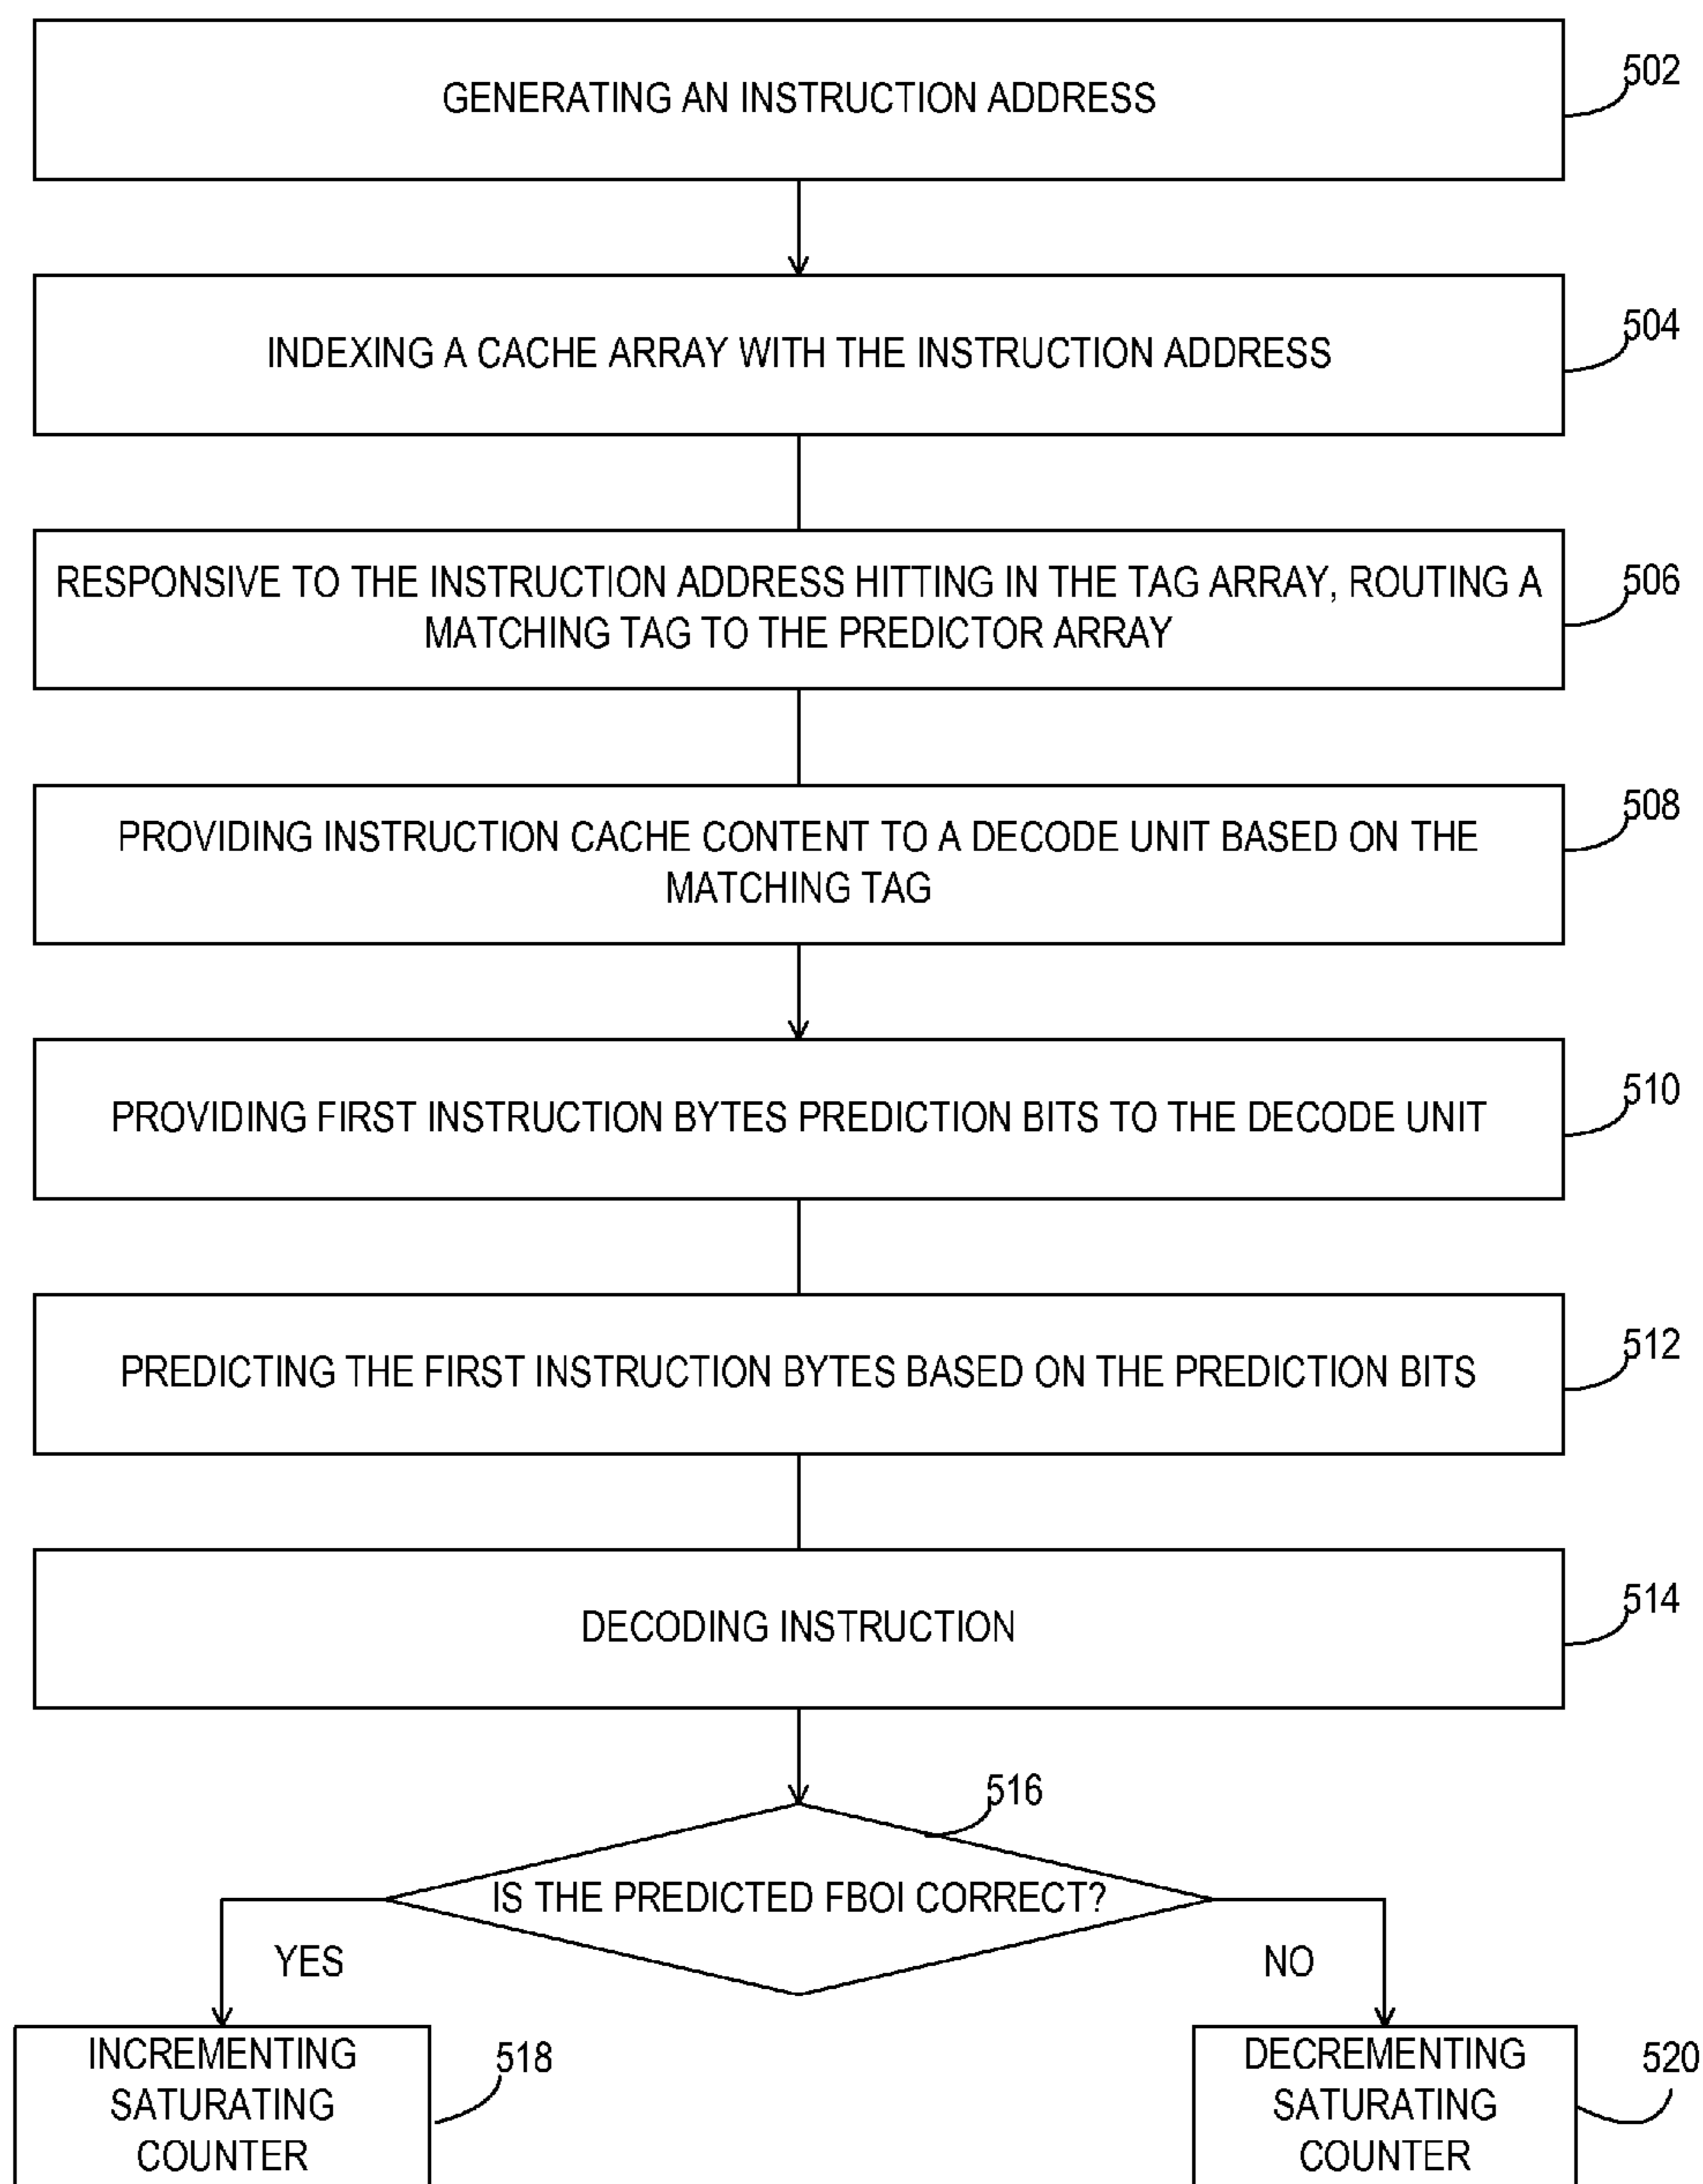 GENERATING AN INSTRUCTION ADDRESS
502
INDEXING A CACHE ARRAY WITH THE INSTRUCTION ADDRESS
504
RESPONSIVE TO THE INSTRUCTION ADDRESS HITTING IN THE TAG ARRAY, ROUTING A
MATCHING TAG TO THE PREDICTOR ARRAY
506
PROVIDING INSTRUCTION CACHE CONTENT TO A DECODE UNIT BASED ON THE
MATCHING TAG
508
PROVIDING FIRST INSTRUCTION BYTES PREDICTION BITS TO THE DECODE UNIT
510
PREDICTING THE FIRST INSTRUCTION BYTES BASED ON THE PREDICTION BITS
512
DECODING INSTRUCTION
514
516
IS THE PREDICTED FBOI CORRECT?
YES
NO
INCREMENTING
SATURATING
COUNTER
518
DECREMENTING
SATURATING
COUNTER
520